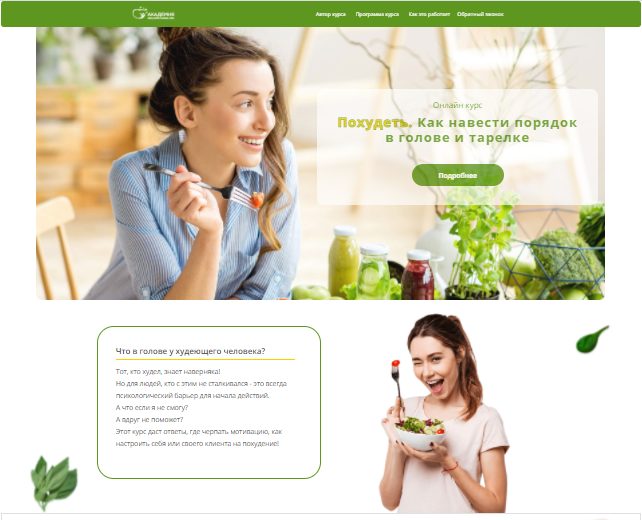 АКАДЕМИЯ
Автор курса Программа курса Как это работает Обратный звонок
Онлайн курс
Похудеть. Как навести порядок
в голове и тарелке
Подробнее
Что в голове у худеющего человека?
Тот, кто худел, знает наверняка!
Но для людей, кто с этим не сталкивался - это всегда
психологический барьер для начала действий.
А что если я не смогу?
А вдруг не поможет?
Этот курс даст ответы, где черпать мотивацию, как
настроить себя или своего клиента на похудение!